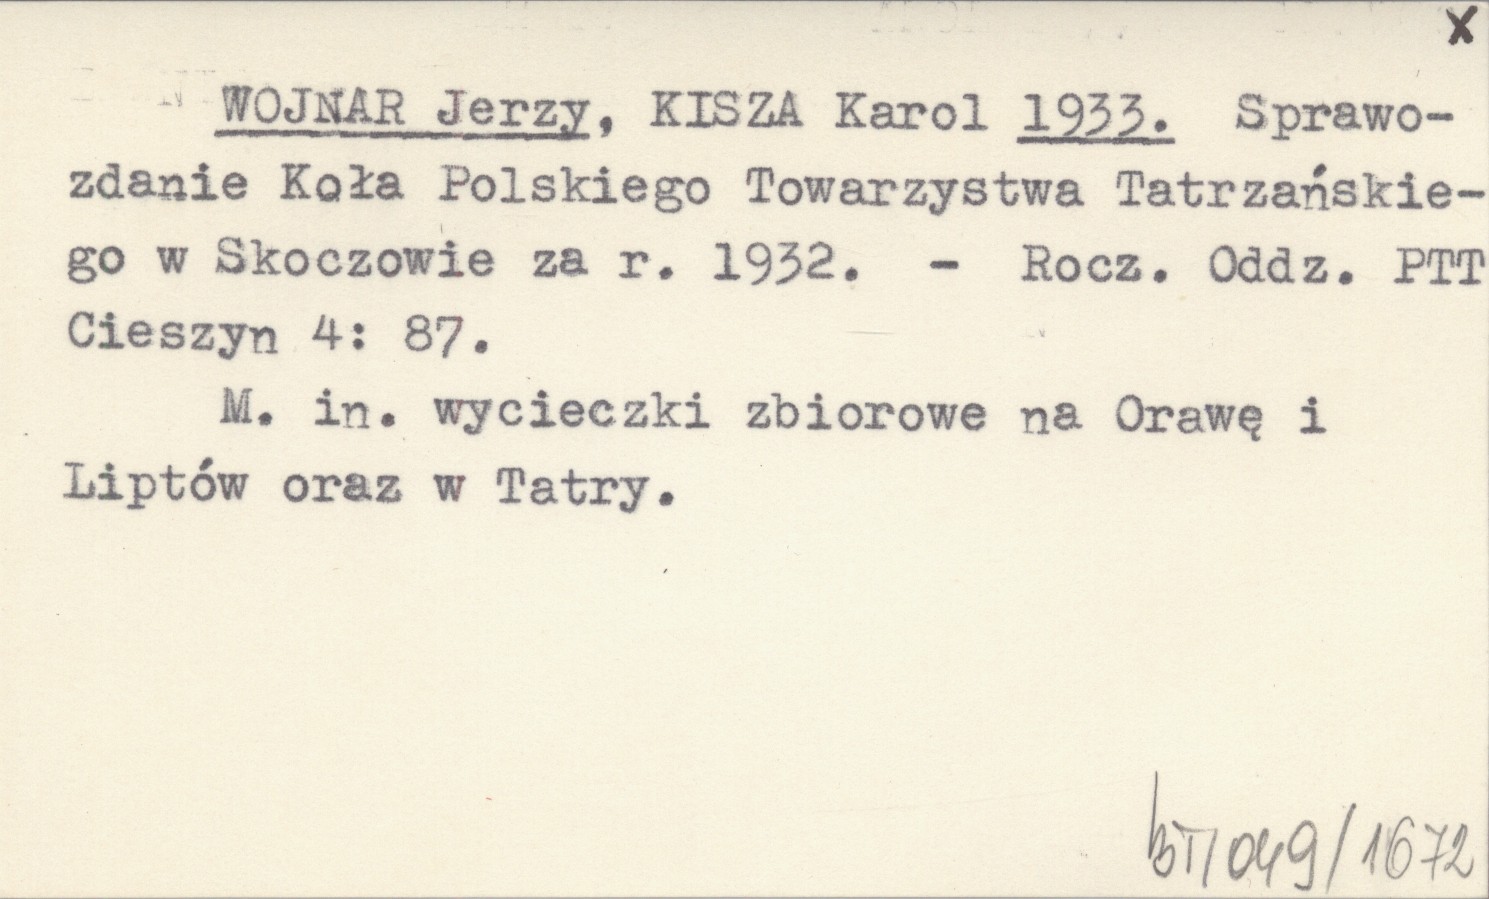 x
WOJNAR Jerzy, KISZA Karol 1933. Sprawo-
zdanie Koła Polskiego Towarzystwa Tatrzańskie-
go w Skoczowie za r. 1932. - Rocz. Oddz. PTT
Cieszyn 4: 87.
M. in. wycieczki zbiorowe na Orawę i
Liptów oraz w Tatry.
BT/049/1672